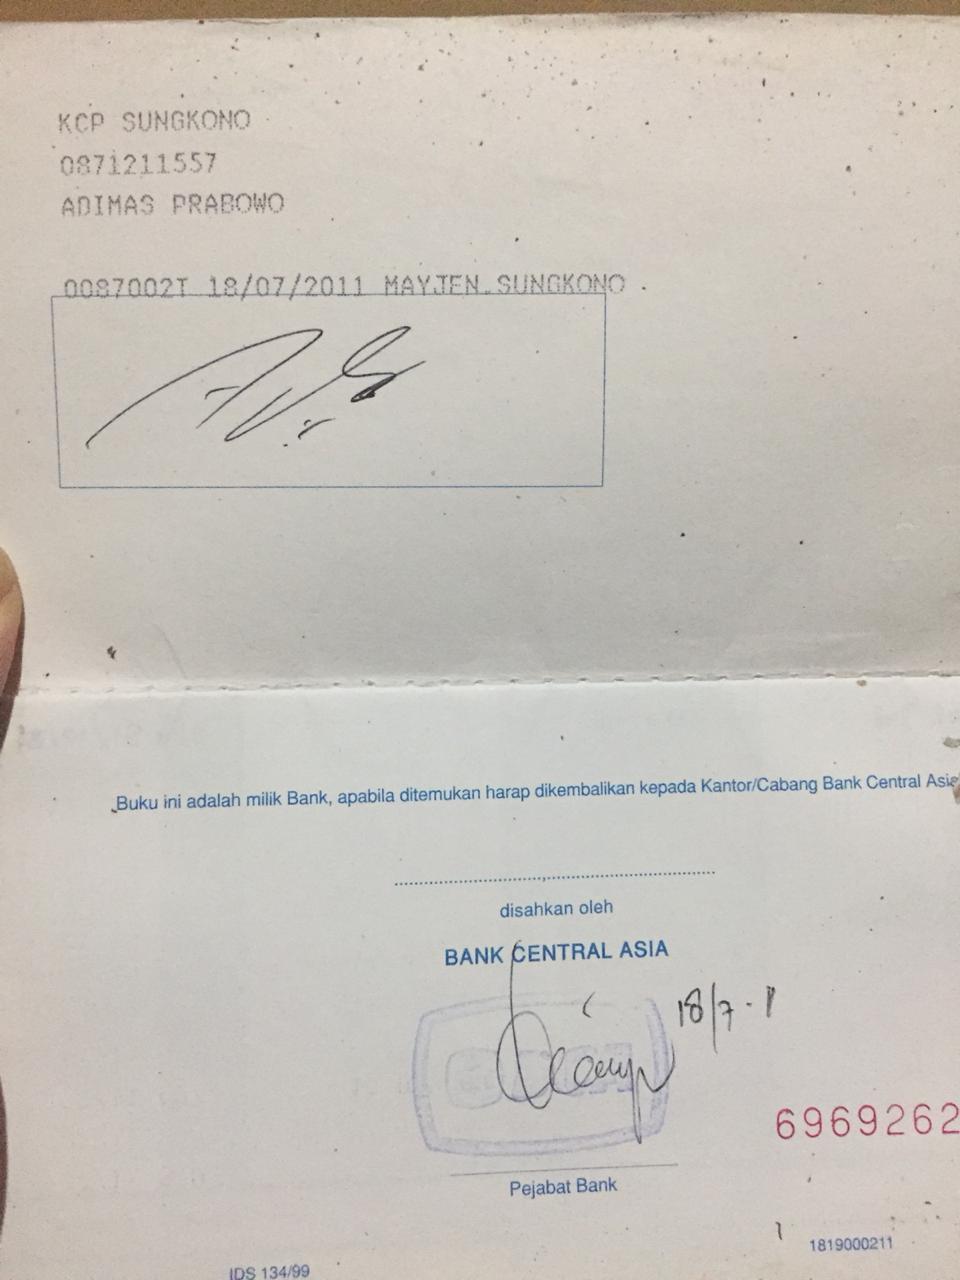 KCP SUNGKONO
0871211557
ADIMAS PRABOWO
0087002T 18/07/2011 MAYJEN.SUNGKONO
Buku ini adalah milik Bank, apabila ditemukan harap dikembalikan kepada Kantor/Cabang Bank Central Asia
disahkan oleh
BANK CENTRAL ASIA
18/7-11
6969262
Pejabat Bank
1819000211
IDS 134/99